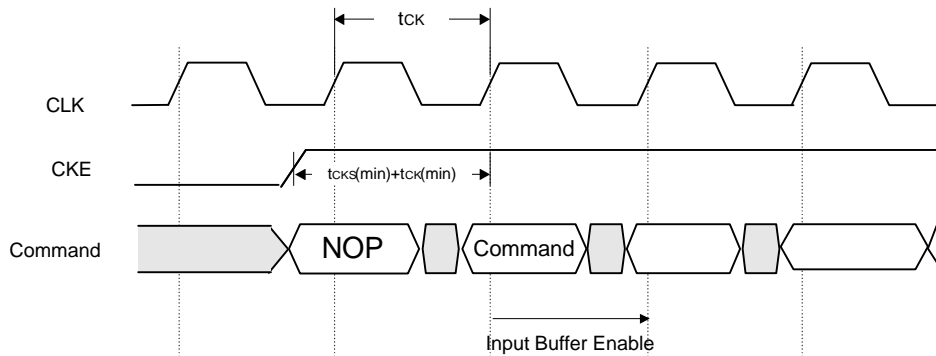 tCK
CLK
CKE
tCKS(min)+tCK(min)
Command
NOP
Command
Input Buffer Enable